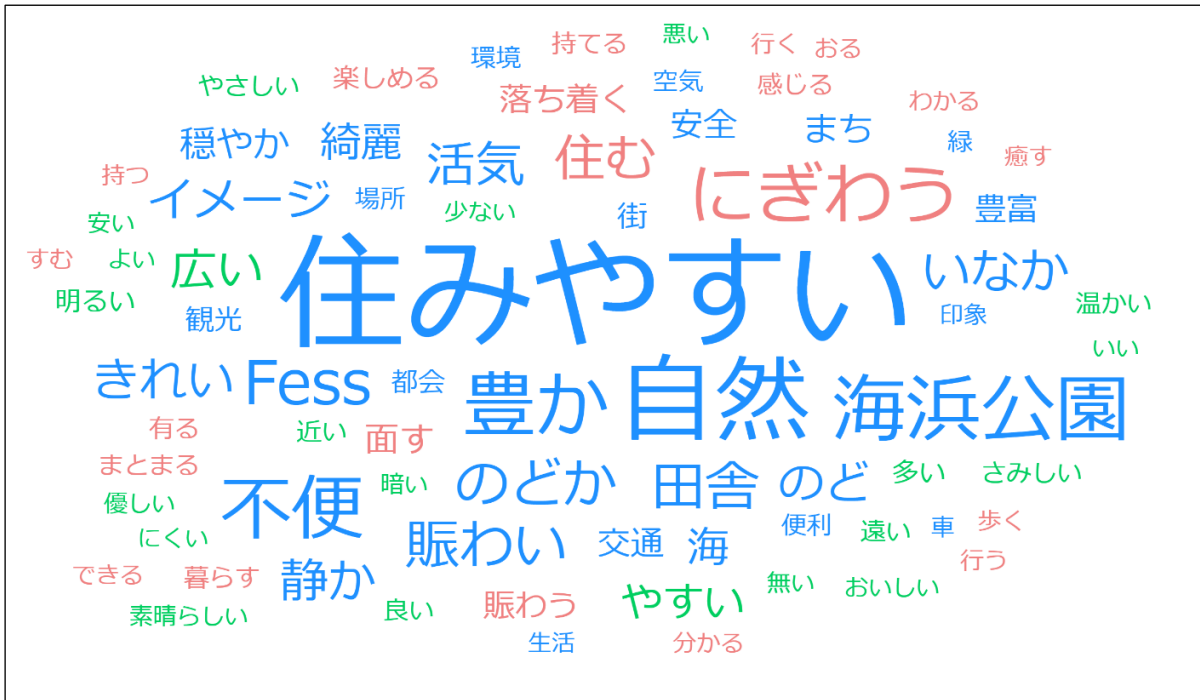 悪い
持てる
行く
おる
環境
楽しめる
やさしい
空気
感じる
落ち着く
わかる
安全
まち
穏やか
綺麗
緑
活気
住む
癒す
持つ
イメージ
場所
少ない
にぎわう
街
豊富
安い
すむ
よい
広い
住みやすい
いなか
明るい
観光
印象
温かい
いい
きれい
Fess
都会
豊か
自然
海浜公園
有る
近い
面す
まとまる
暗い
のどか
田舎
のど
多い
さみしい
優しい
不便
にくい
賑わい
交通
海
便利
遠い
車
歩く
行う
できる
暮らす
静か
無い
おいしい
素晴らしい
良い
賑わう
やすい
生活
分かる